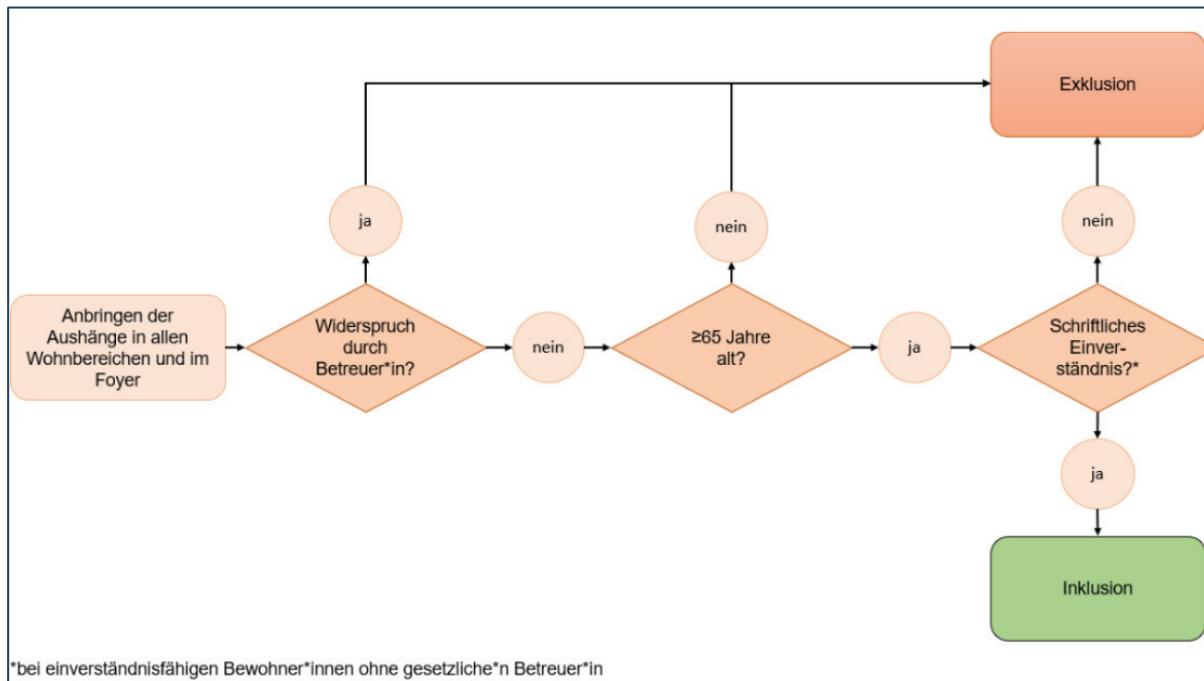 Exklusion
ja
nein
nein
Anbringen der
Aushänge in allen
Wohnbereichen und im
Foyer
Widerspruch
durch
Betreuer*in?
nein
≥65 Jahre
alt?
ja
Schriftliches
Einver-
ständnis?*
ja
Inklusion
*bei einverständnisfähigen Bewohner*innen ohne gesetzliche*n Betreuer*in